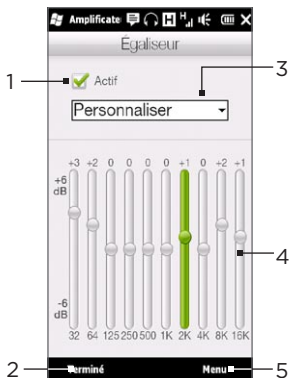 Amplificate
Égaliseur
1
Actif
3
Personnaliser
+3 +2 0 0 0 0 +1 0 +2 +1
+6
dB
4
-6
dB
32 64 125 250 500 1K 2K 4K 8K 16K
2
Menu
5